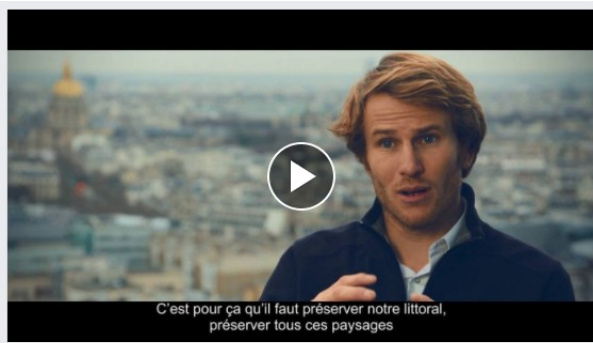 C'est pour ça qu'il faut préserver notre littoral,
préserver tous ces paysages